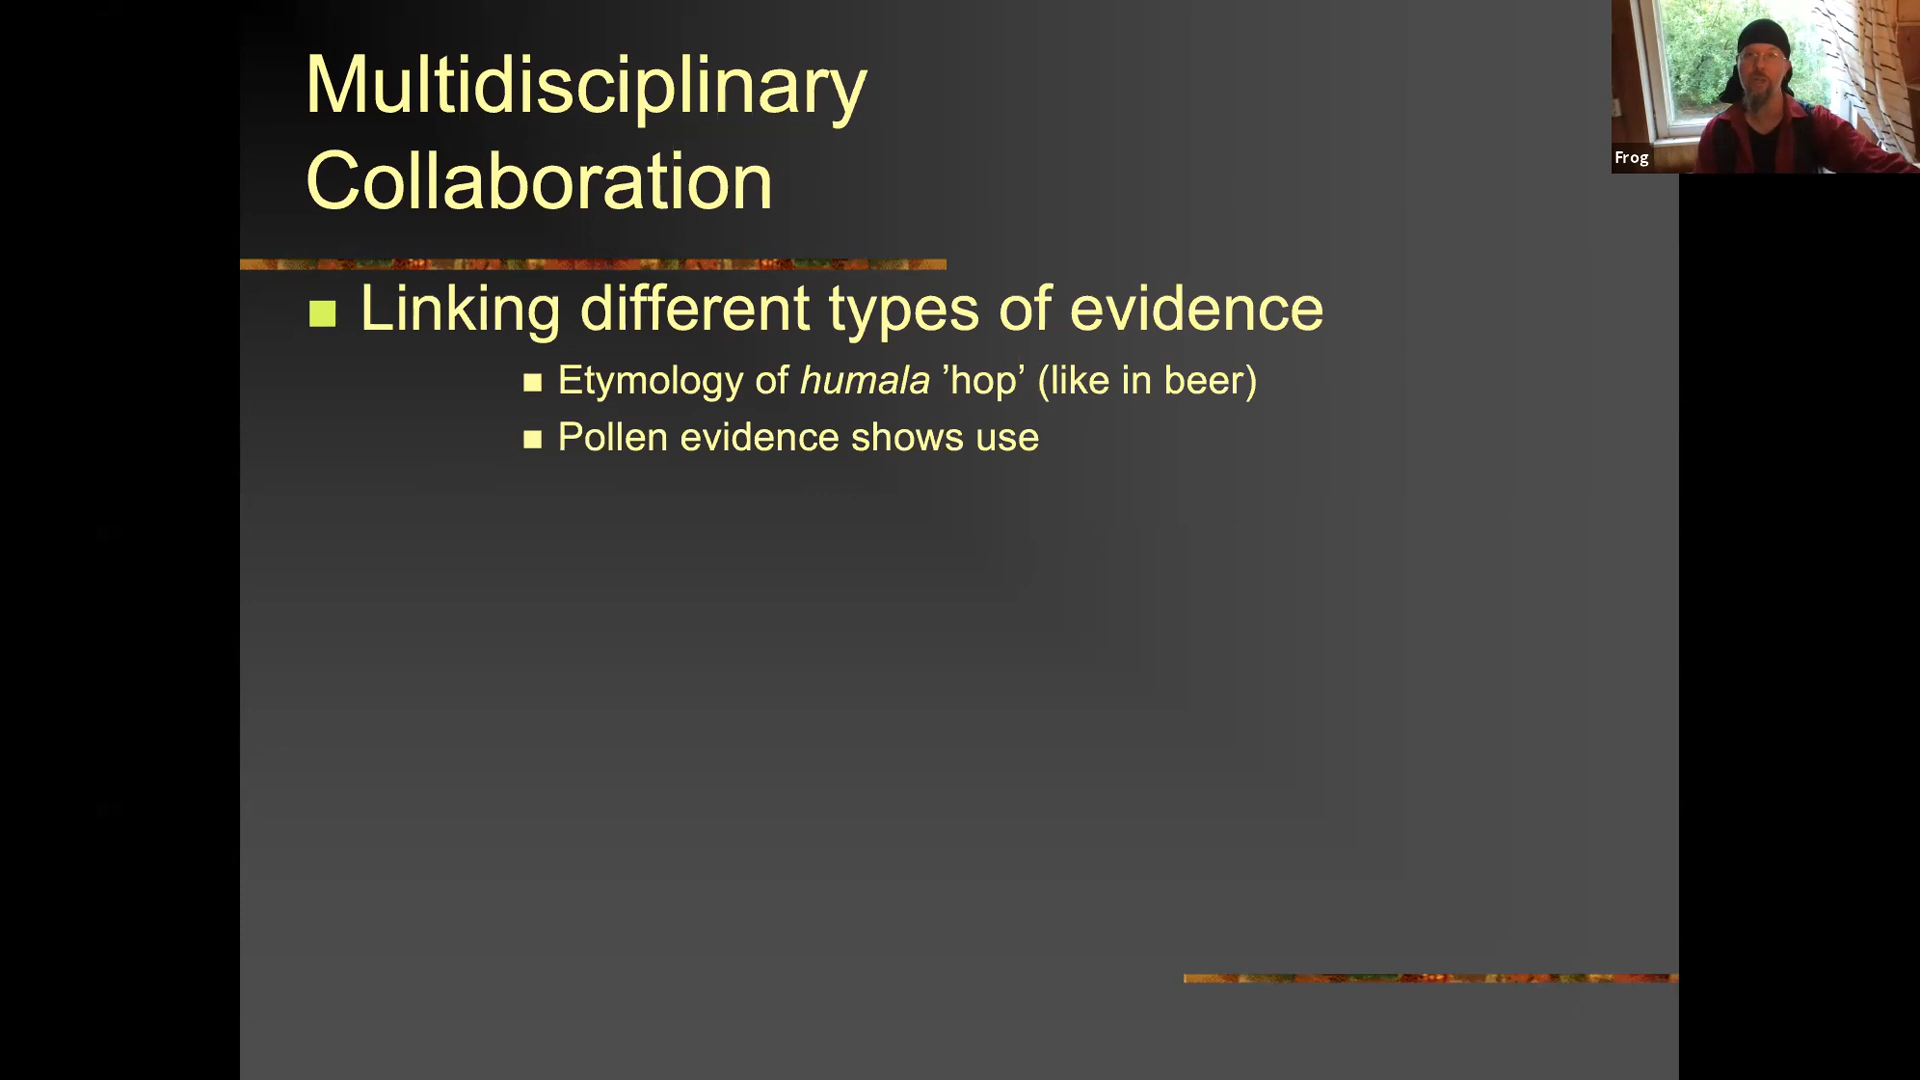 Multidisciplinary
Collaboration
Linking different types of evidence
Etymology of humala ’hop’ (like in beer)
Pollen evidence shows use
Frog